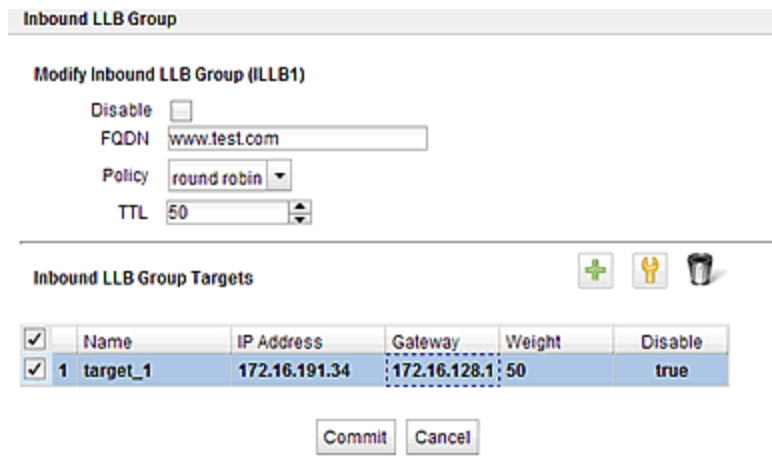 Inbound LLB Group
Modify Inbound LLB Group (ILLB1)
Disable
FQDN www.test.com
Policy round robin
TTL 50
Inbound LLB Group Targets
Name IP Address Gateway Weight Disable
1 target_1 172.16.191.34 172.16.128.1 50 true
Commit Cancel